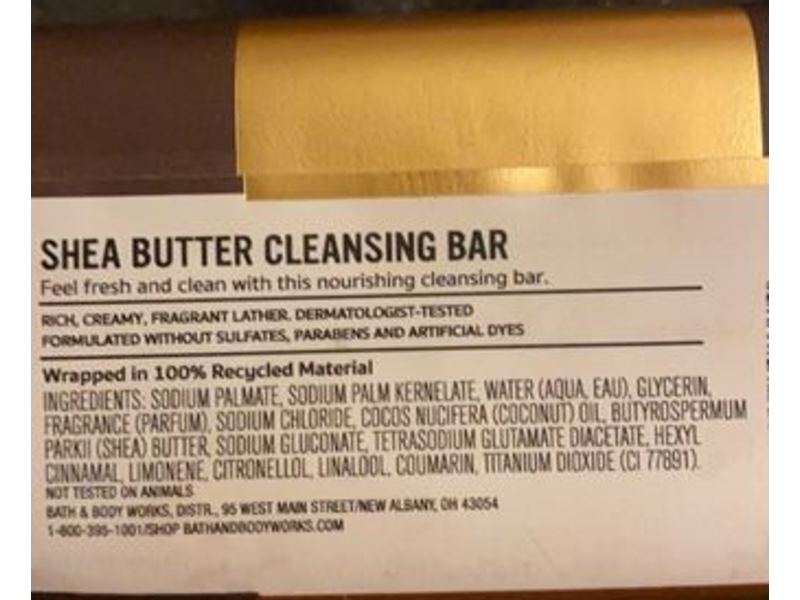 SHEA BUTTER CLEANSING BAR
Feel fresh and clean with this nourishing cleansing bar.
RICH, CREAMY, FRAGRANT LATHER. DERMATOLOGIST-TESTED
FORMULATED WITHOUT SULFATES, PARABENS AND ARTIFICIAL DYES
Wrapped in 100% Recycled Material
INGREDIENTS: SODIUM PALMATE, SODIUM PALM KERNELATE, WATER (AQUA, EAU), GLYCERIN,
FRAGRANCE (PARFUM), SODIUM CHLORIDE, COCOS NUCIFERA (COCONUT) OIL, BUTYROSPERMUM
PARKII (SHEA) BUTTER, SODIUM GLUCONATE, TETRASODIUM GLUTAMATE DIACETATE, HEXYL
CINNAMAL, LIMONENE, CITRONELLOL, LINALOOL, COUMARIN, TITANIUM DIOXIDE (CI 77891).
NOT TESTED ON ANIMALS
BATH & BODY WORKS, DISTR., 95 WEST MAIN STREET/NEW ALBANY, OH 43054
1-800-395-1001/SHOP BATHANDBODYWORKS.COM